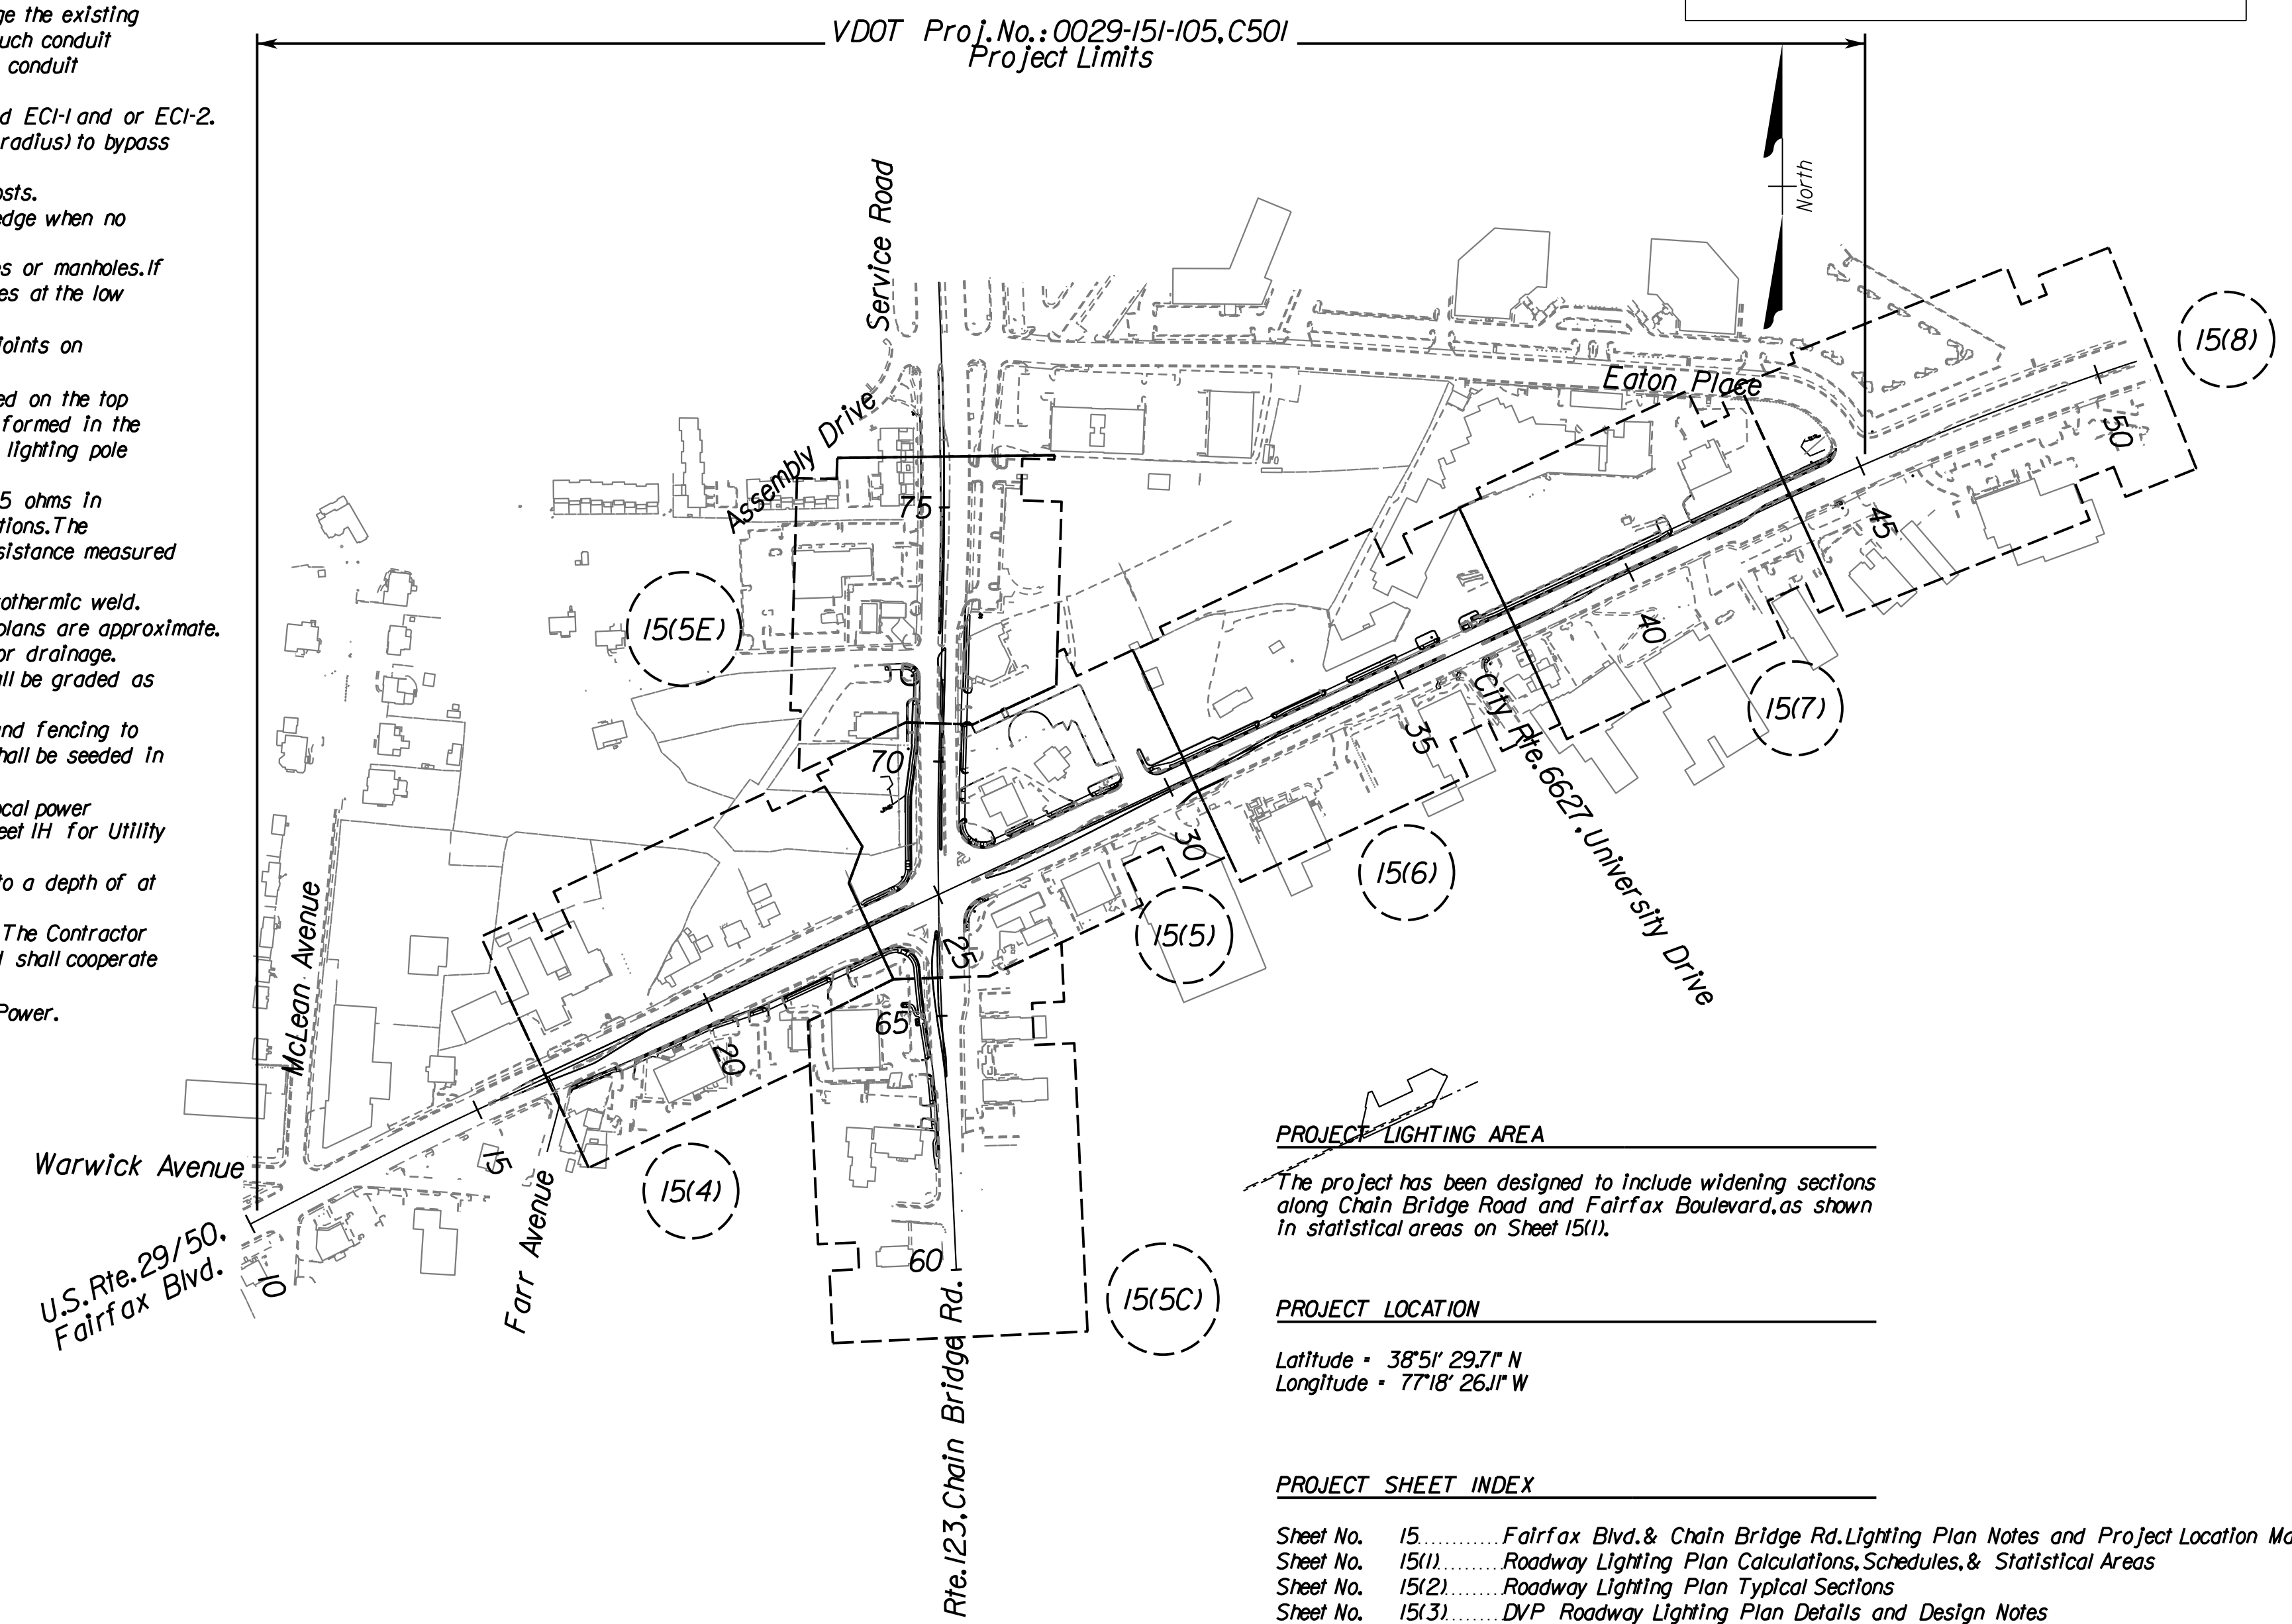 ge the existing
uch conduit
conduit
d ECI-1 and or ECI-2.
radius) to bypass
osts.
edge when no
es or manholes. If
es at the low
joints on
ed on the top
formed in the
lighting pole
5 ohms in
tions. The
sistance measured
othermic weld.
plans are approximate.
or drainage.
all be graded as
and fencing to
hall be seeded in
ocal power
eet 1H for Utility
to a depth of at
The Contractor
shall cooperate
Power.
VDOT Proj. No.: 0029-151-105, C501
Project Limits
North
Service Road
Assembly Drive
Eaton Place
15(8)
50
75
45
15(5E)
40
15(7)
35
City Rte. 6627, University Drive
70
30
15(6)
15(5)
McLean Avenue
25
65
20
15
15(4)
Warwick Avenue
Farr Avenue
U.S. Rte. 29/50,
Fairfax Blvd.
10
60
15(5C)
Rte. 123, Chain Bridge Rd.
PROJECT LIGHTING AREA
The project has been designed to include widening sections
along Chain Bridge Road and Fairfax Boulevard, as shown
in statistical areas on Sheet 15(1).
PROJECT LOCATION
Latitude = 38°51' 29.71" N
Longitude = 77°18' 26.11" W
PROJECT SHEET INDEX
Sheet No. 15............Fairfax Blvd. & Chain Bridge Rd. Lighting Plan Notes and Project Location Ma
Sheet No. 15(1)..........Roadway Lighting Plan Calculations, Schedules, & Statistical Areas
Sheet No. 15(2).........Roadway Lighting Plan Typical Sections
Sheet No. 15(3).........DVP Roadway Lighting Plan Details and Design Notes